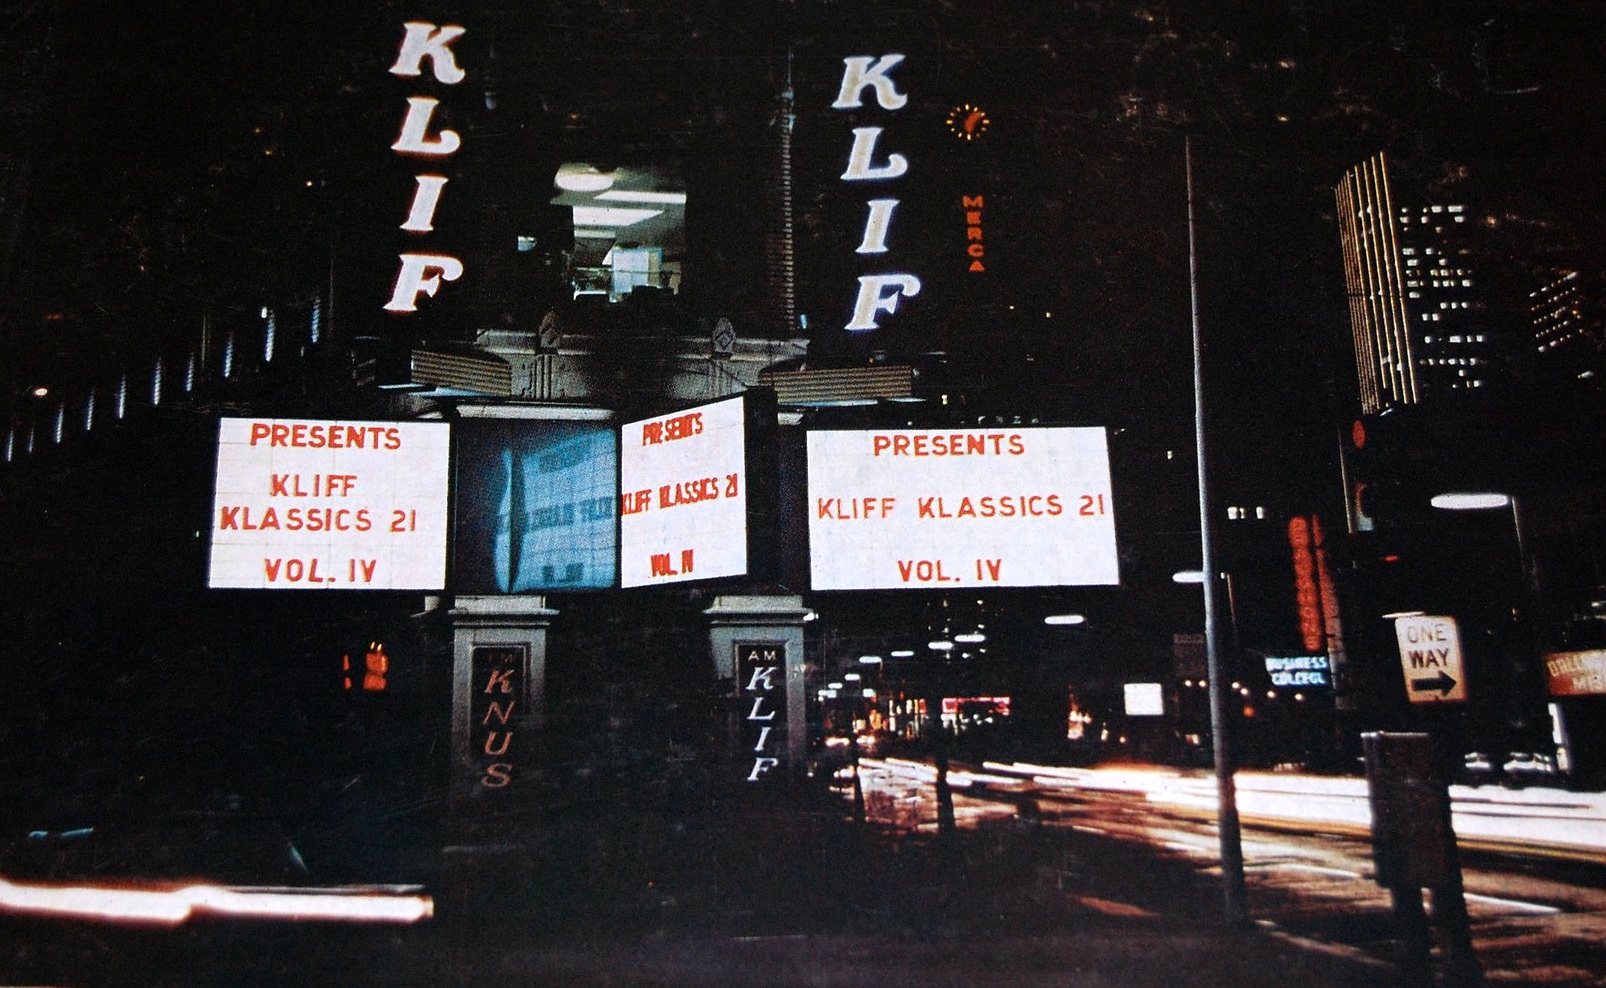 KLIF
KLIF
MERCA
PRESENTS
KLIFF
KLASSICS 21
VOL. IV
PRESENTS
KLIFF KLASSICS 21
VOL. IV
PRESENTS
KLIFF KLASSICS 21
VOL. IV
KNUS
AM
KLIF
BUSINESS
ONE
WAY